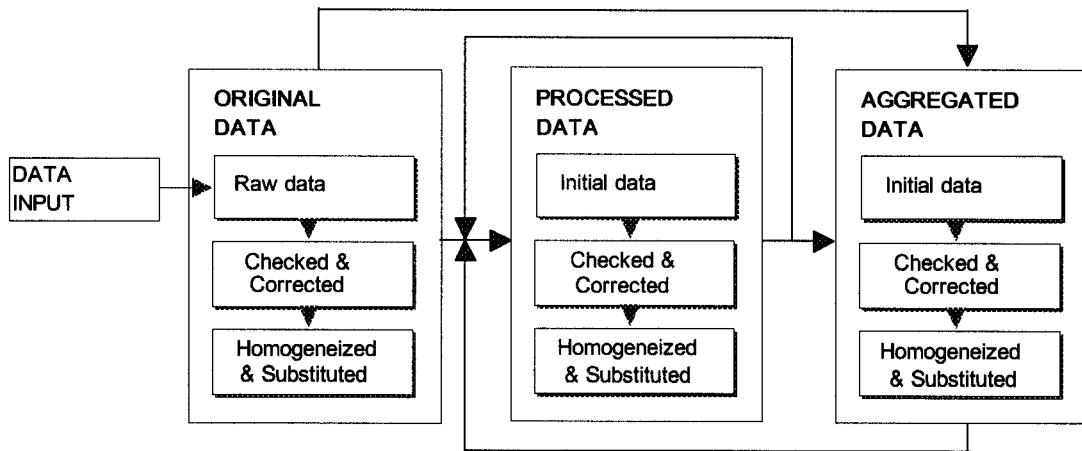 DATA
INPUT
ORIGINAL
DATA
Raw data
Checked &
Corrected
Homogeneized
& Substituted
PROCESSED
DATA
Initial data
Checked &
Corrected
Homogeneized
& Substituted
AGGREGATED
DATA
Initial data
Checked &
Corrected
Homogeneized
& Substituted